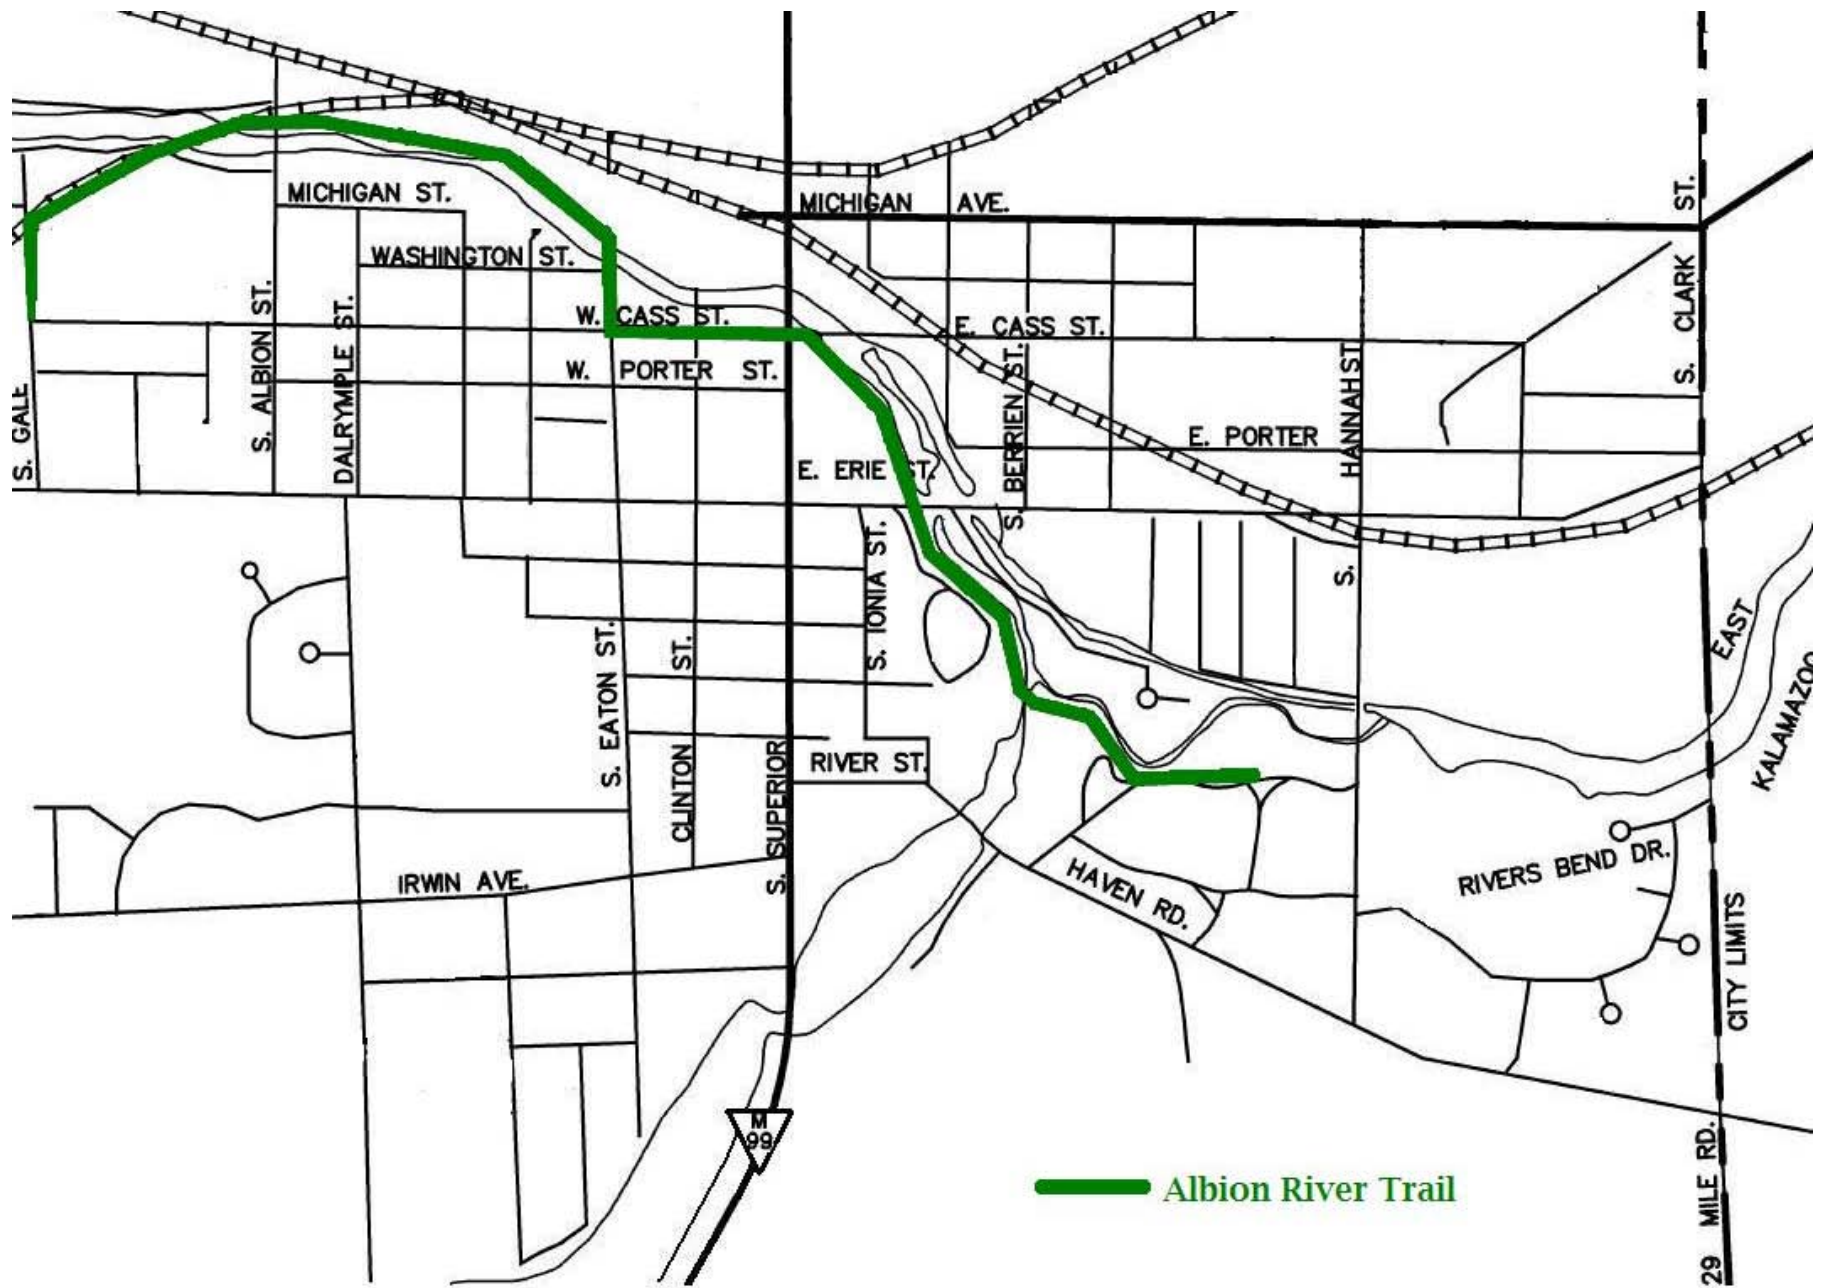 MICHIGAN ST.
MICHIGAN AVE.
WASHINGTON ST.
W. CASS ST.
E. CASS ST.
W. PORTER ST.
E. PORTER
E. ERIE ST.
S. GALE
S. ALBION ST.
DALRYMPLE ST.
S. BERRIEN ST.
S. HANNAH ST.
S. CLARK ST.
S. IONIA ST.
S. EATON ST.
CLINTON ST.
S. SUPERIOR
RIVER ST.
IRWIN AVE.
HAVEN RD.
RIVERS BEND DR.
EAST
KALAMAZOO
CITY LIMITS
29 MILE RD.
M
99
Albion River Trail